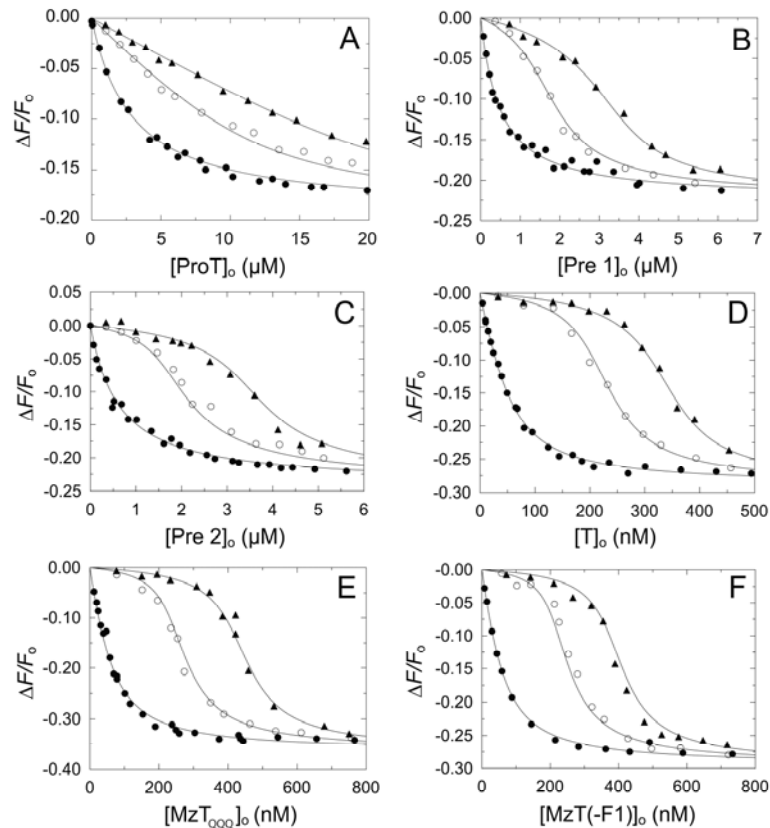 A
0.00
-0.05
-0.10
-0.15
-0.20
ΔF/Fₒ
0 5 10 15 20
[ProT]ₒ (µM)
B
0.00
-0.05
-0.10
-0.15
-0.20
-0.25
ΔF/Fₒ
0 1 2 3 4 5 6 7
[Pre 1]ₒ (µM)
C
0.05
0.00
-0.05
-0.10
-0.15
-0.20
-0.25
ΔF/Fₒ
0 1 2 3 4 5 6
[Pre 2]ₒ (µM)
D
0.00
-0.05
-0.10
-0.15
-0.20
-0.25
-0.30
ΔF/Fₒ
0 100 200 300 400 500
[T]ₒ (nM)
E
0.00
-0.10
-0.20
-0.30
-0.40
ΔF/Fₒ
0 200 400 600 800
[MzT_QQQ]ₒ (nM)
F
-0.00
-0.05
-0.10
-0.15
-0.20
-0.25
-0.30
ΔF/Fₒ
0 200 400 600 800
[MzT(-F1)]ₒ (nM)